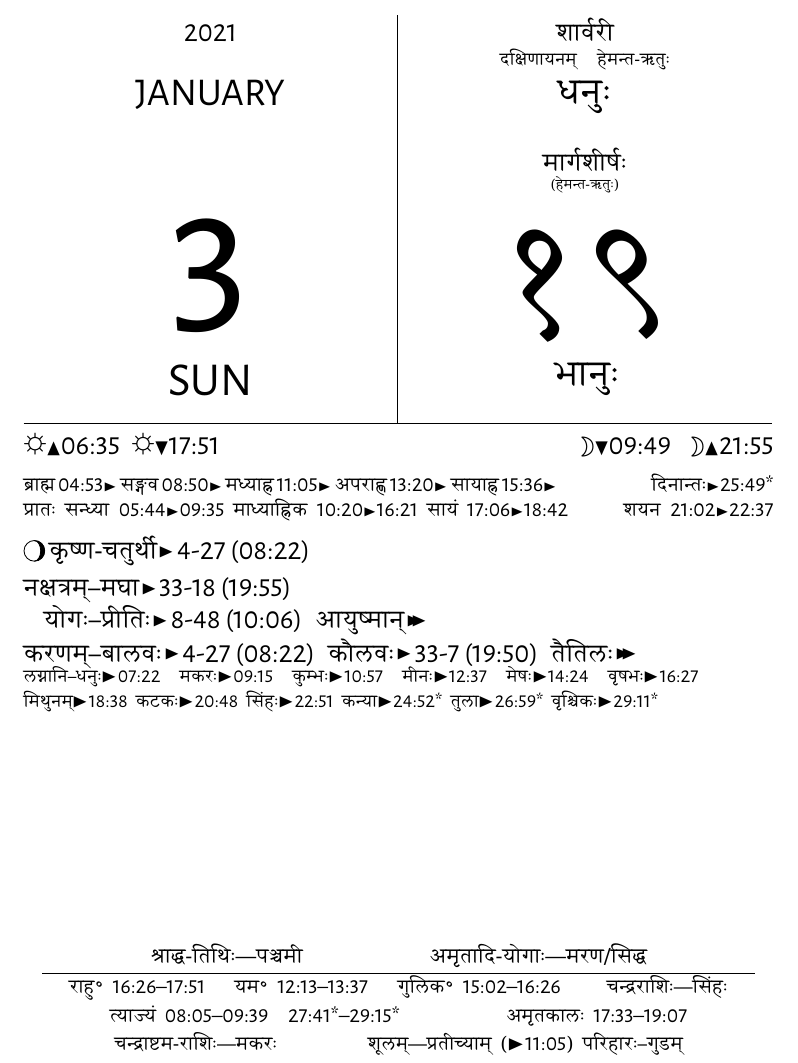 2021
JANUARY
3
SUN
शार्वरी
दक्षिणायनम् हेमन्त-ऋतुः
धनुः
मार्गशीर्षः
(हेमन्त-ऋतुः)
१९
भानुः
☼▲06:35 ☼▼17:51 ☽▼09:49 ☽▲21:55
ब्राह्म 04:53► सङ्गव 08:50► मध्याह्न 11:05► अपराह्ण 13:20► सायाह्न 15:36► दिनान्तः►25:49*
प्रातः सन्ध्या 05:44►09:35 माध्याह्निक 10:20►16:21 सायं 17:06►18:42 शयन 21:02►22:37
🌖कृष्ण-चतुर्थी►4-27 (08:22)
नक्षत्रम्–मघा►33-18 (19:55)
योगः–प्रीतिः►8-48 (10:06) आयुष्मान्►►
करणम्–बालवः►4-27 (08:22) कौलवः►33-7 (19:50) तैतिलः►►
लग्नानि–धनुः►07:22 मकरः►09:15 कुम्भः►10:57 मीनः►12:37 मेषः►14:24 वृषभः►16:27
मिथुनम्►18:38 कटकः►20:48 सिंहः►22:51 कन्या►24:52* तुला►26:59* वृश्चिकः►29:11*
श्राद्ध-तिथिः—पञ्चमी अमृतादि-योगाः—मरण/सिद्ध
राहु॰ 16:26–17:51 यम॰ 12:13–13:37 गुलिक॰ 15:02–16:26 चन्द्रराशिः—सिंहः
त्याज्यं 08:05–09:39 27:41*–29:15* अमृतकालः 17:33–19:07
चन्द्राष्टम-राशिः—मकरः शूलम्—प्रतीच्याम् (►11:05) परिहारः–गुडम्